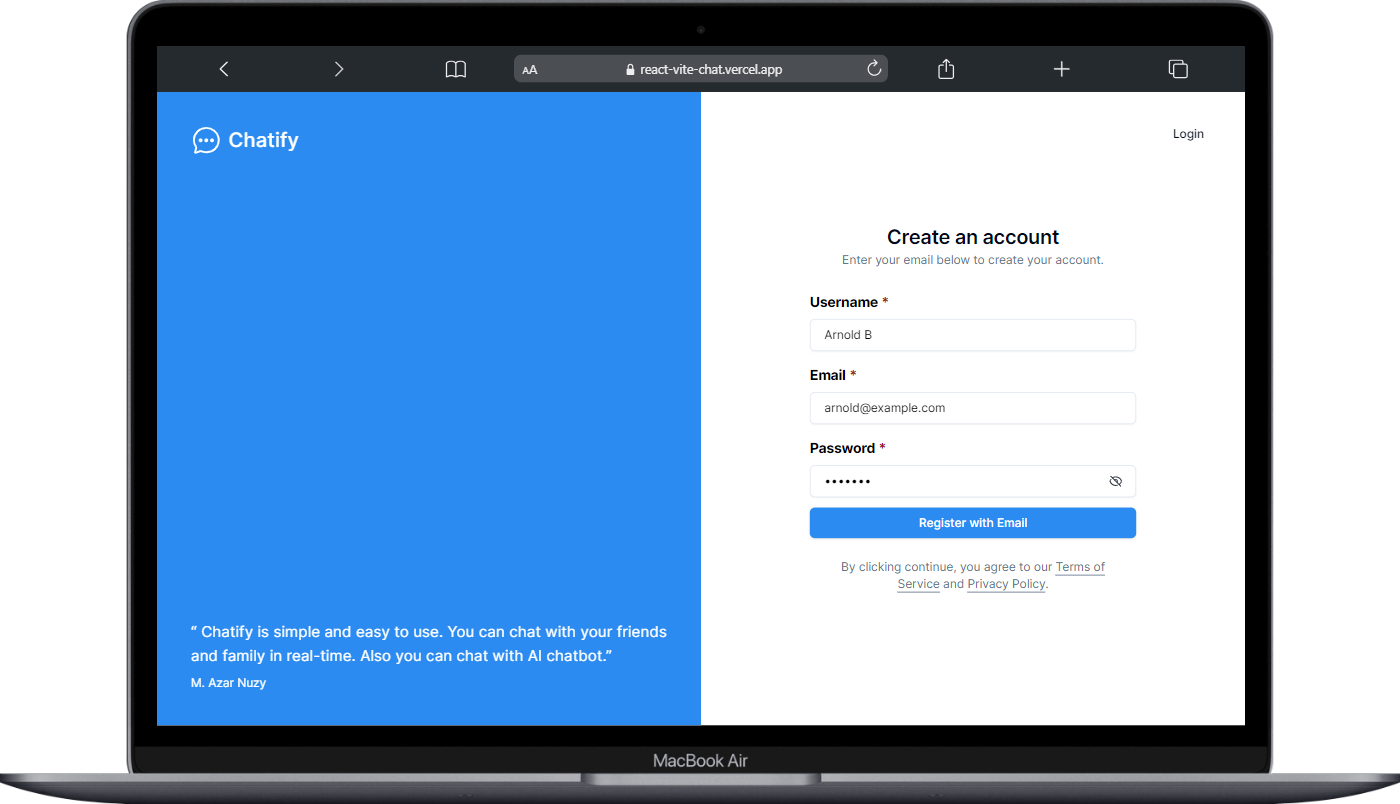 AA
react-vite-chat.vercel.app
Chatify
Login
Create an account
Enter your email below to create your account.
Username *
Arnold B
Email *
arnold@example.com
Password *
•••••••
Register with Email
By clicking continue, you agree to our Terms of
Service and Privacy Policy.
“ Chatify is simple and easy to use. You can chat with your friends
and family in real-time. Also you can chat with AI chatbot.”
M. Azar Nuzy
MacBook Air